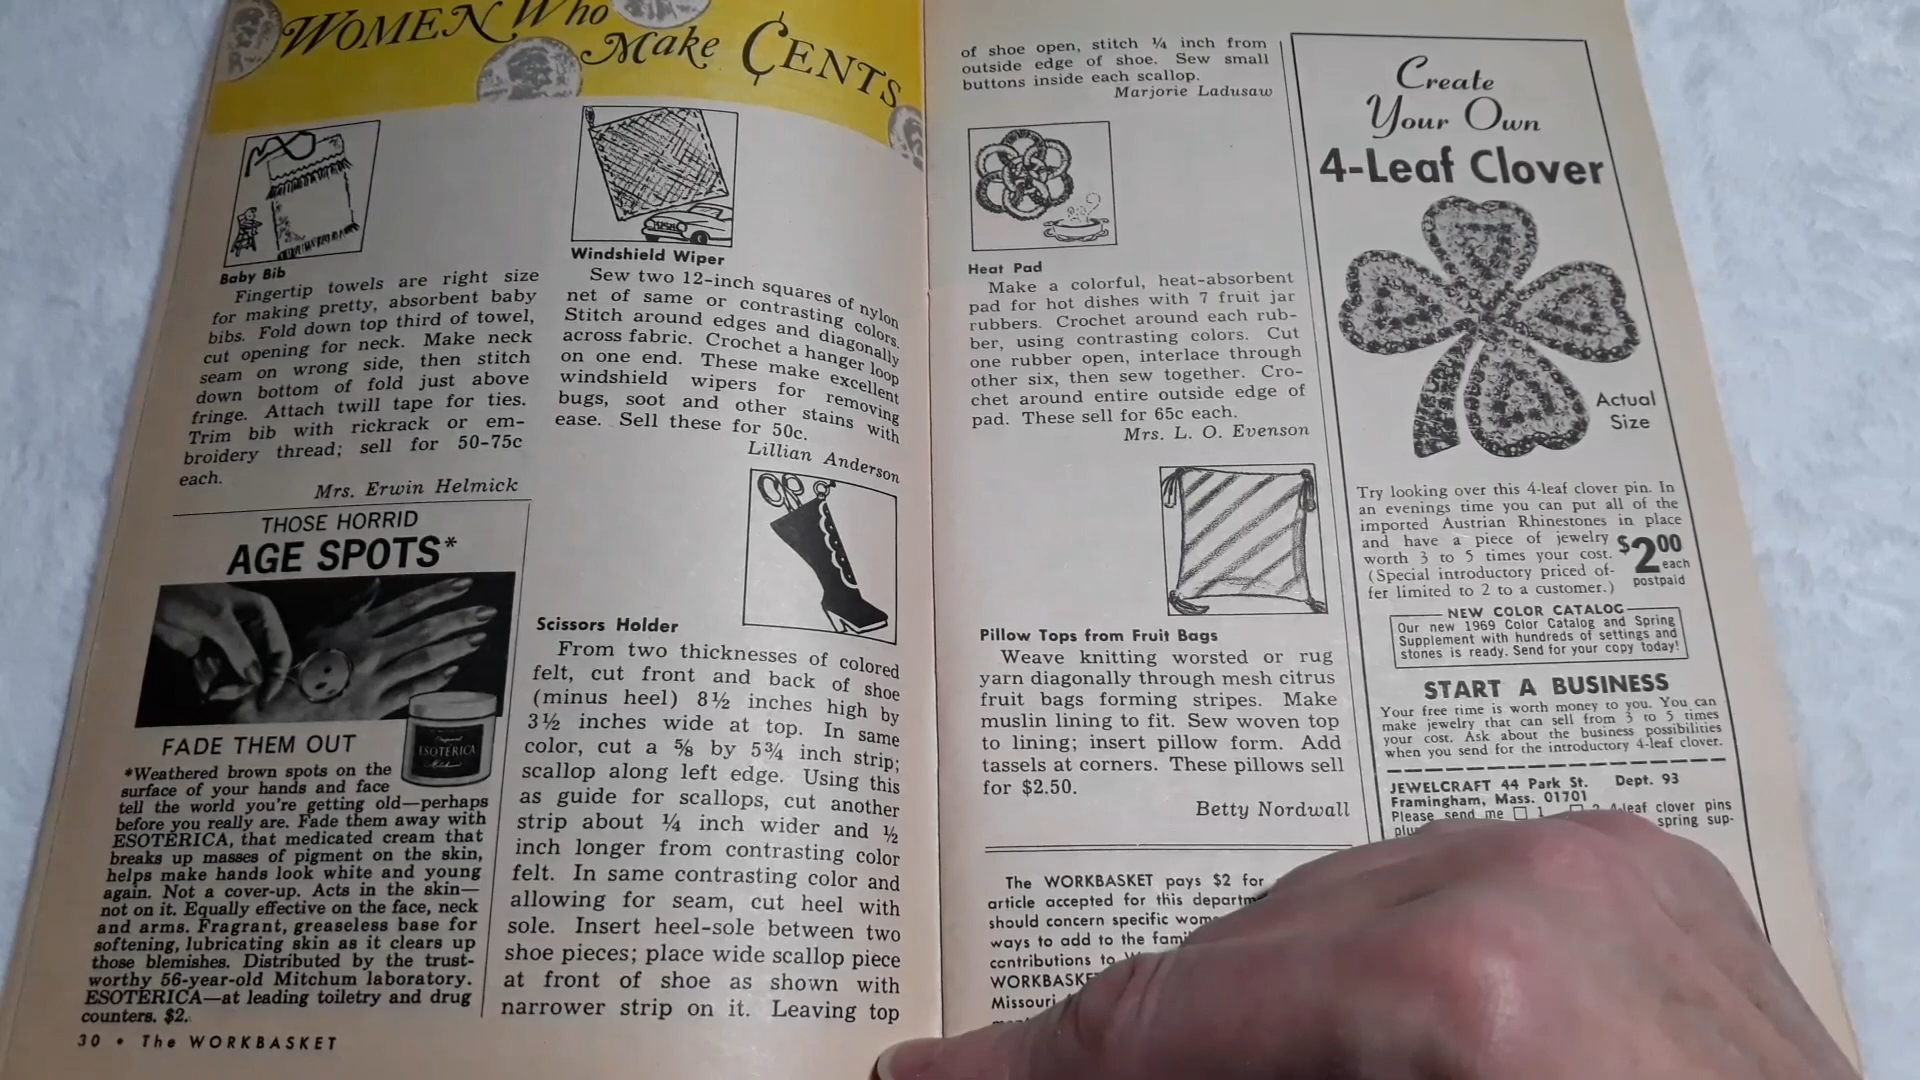 WOMEN WHO
Make CENTS
Baby Bib
Fingertip towels are right size
for making pretty, absorbent baby
bibs. Fold down top third of towel,
cut opening for neck. Make neck
seam on wrong side, then stitch
down bottom of fold just above
fringe. Attach twill tape for ties.
Trim bib with rickrack or em-
broidery thread; sell for 50-75c
each.
Mrs. Erwin Helmick
THOSE HORRID
AGE SPOTS*
FADE THEM OUT
ESOTERICA
*Weathered brown spots on the
surface of your hands and face
tell the world you're getting old—perhaps
before you really are. Fade them away with
ESOTERICA, that medicated cream that
breaks up masses of pigment on the skin,
helps make hands look white and young
again. Not a cover-up. Acts in the skin—
not on it. Equally effective on the face, neck
and arms. Fragrant, greaseless base for
softening, lubricating skin as it clears up
those blemishes. Distributed by the trust-
worthy 56-year-old Mitchum laboratory.
ESOTERICA—at leading toiletry and drug
counters. $2.
30 • The WORKBASKET
Windshield Wiper
Sew two 12-inch squares of nylon
net of same or contrasting colors.
Stitch around edges and diagonally
across fabric. Crochet a hanger loop
on one end. These make excellent
windshield wipers for removing
bugs, soot and other stains with
ease. Sell these for 50c.
Lillian Anderson
Scissors Holder
From two thicknesses of colored
felt, cut front and back of shoe
(minus heel) 8½ inches high by
3½ inches wide at top. In same
color, cut a ⅝ by 5¾ inch strip;
scallop along left edge. Using this
as guide for scallops, cut another
strip about ¼ inch wider and ½
inch longer from contrasting color
felt. In same contrasting color and
allowing for seam, cut heel with
sole. Insert heel-sole between two
shoe pieces; place wide scallop piece
at front of shoe as shown with
narrower strip on it. Leaving top
of shoe open, stitch ¼ inch from
outside edge of shoe. Sew small
buttons inside each scallop.
Marjorie Ladusaw
Heat Pad
Make a colorful, heat-absorbent
pad for hot dishes with 7 fruit jar
rubbers. Crochet around each rub-
ber, using contrasting colors. Cut
one rubber open, interlace through
other six, then sew together. Cro-
chet around entire outside edge of
pad. These sell for 65c each.
Mrs. L. O. Evenson
Pillow Tops from Fruit Bags
Weave knitting worsted or rug
yarn diagonally through mesh citrus
fruit bags forming stripes. Make
muslin lining to fit. Sew woven top
to lining; insert pillow form. Add
tassels at corners. These pillows sell
for $2.50.
Betty Nordwall
The WORKBASKET pays $2 for
article accepted for this
should concern specific
ways to add to the
contributions to
Missouri
Create
Your Own
4-Leaf Clover
Actual
Size
Try looking over this 4-leaf clover pin. In
an evenings time you can put all of the
imported Austrian Rhinestones in place
and have a piece of jewelry
worth 3 to 5 times your cost.
(Special introductory priced of-
fer limited to 2 to a customer.)
$2.00
each
postpaid
NEW COLOR CATALOG
Our new 1969 Color Catalog and Spring
Supplement with hundreds of settings and
stones is ready. Send for your copy today!
START A BUSINESS
Your free time is worth money to you. You can
make jewelry that can sell from 3 to 5 times
your cost. Ask about the business possibilities
when you send for the introductory 4-leaf clover.
JEWELCRAFT 44 Park St. Dept. 93
Framingham, Mass. 01701
Please send me □ 1 □ 2 4-leaf clover pins
spring sup-